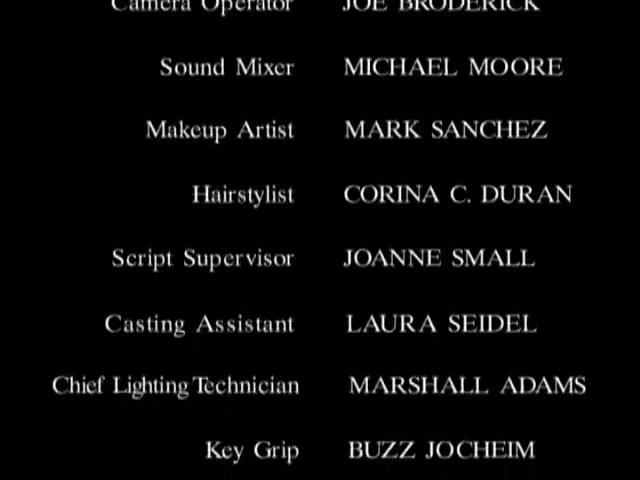 Camera Operator JOE BRODERICK
Sound Mixer MICHAEL MOORE
Makeup Artist MARK SANCHEZ
Hairstylist CORINA C. DURAN
Script Supervisor JOANNE SMALL
Casting Assistant LAURA SEIDEL
Chief Lighting Technician MARSHALL ADAMS
Key Grip BUZZ JOCHEIM